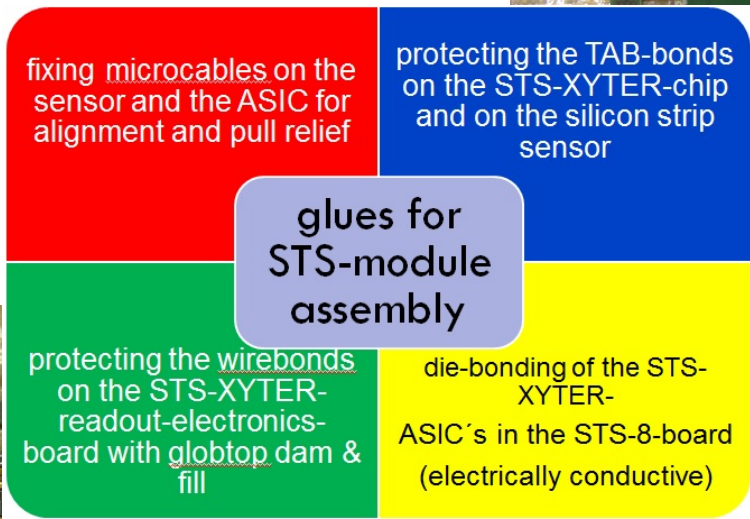 fixing microcables on the
sensor and the ASIC for
alignment and pull relief
protecting the TAB-bonds
on the STS-XYTER-chip
and on the silicon strip
sensor
glues for
STS-module
assembly
protecting the wirebonds
on the STS-XYTER-
readout-electronics-
board with globtop dam &
fill
die-bonding of the STS-
XYTER-
ASIC´s in the STS-8-board
(electrically conductive)